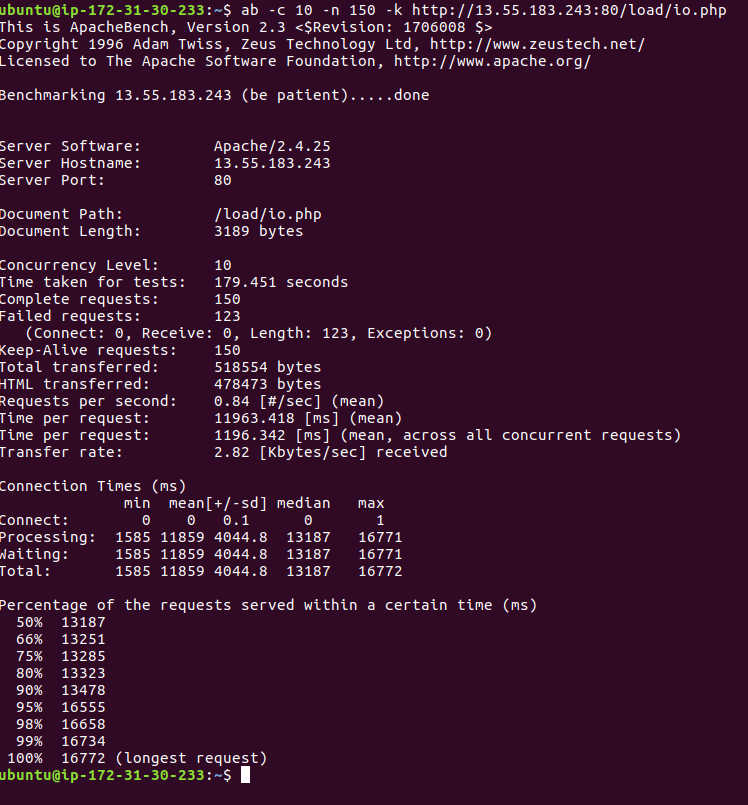 ubuntu@ip-172-31-30-233:~$ ab -c 10 -n 150 -k http://13.55.183.243:80/load/io.php
This is ApacheBench, Version 2.3 <$Revision: 1706008 $>
Copyright 1996 Adam Twiss, Zeus Technology Ltd, http://www.zeustech.net/
Licensed to The Apache Software Foundation, http://www.apache.org/

Benchmarking 13.55.183.243 (be patient).....done


Server Software:        Apache/2.4.25
Server Hostname:        13.55.183.243
Server Port:            80

Document Path:          /load/io.php
Document Length:        3189 bytes

Concurrency Level:      10
Time taken for tests:   179.451 seconds
Complete requests:      150
Failed requests:        123
   (Connect: 0, Receive: 0, Length: 123, Exceptions: 0)
Keep-Alive requests:    150
Total transferred:      518554 bytes
HTML transferred:       478473 bytes
Requests per second:    0.84 [#/sec] (mean)
Time per request:       11963.418 [ms] (mean)
Time per request:       1196.342 [ms] (mean, across all concurrent requests)
Transfer rate:          2.82 [Kbytes/sec] received

Connection Times (ms)
              min  mean[+/-sd] median   max
Connect:        0    0   0.1      0       1
Processing:  1585 11859 4044.8  13187   16771
Waiting:     1585 11859 4044.8  13187   16771
Total:       1585 11859 4044.8  13187   16772

Percentage of the requests served within a certain time (ms)
  50%  13187
  66%  13251
  75%  13285
  80%  13323
  90%  13478
  95%  16555
  98%  16658
  99%  16734
 100%  16772 (longest request)
ubuntu@ip-172-31-30-233:~$